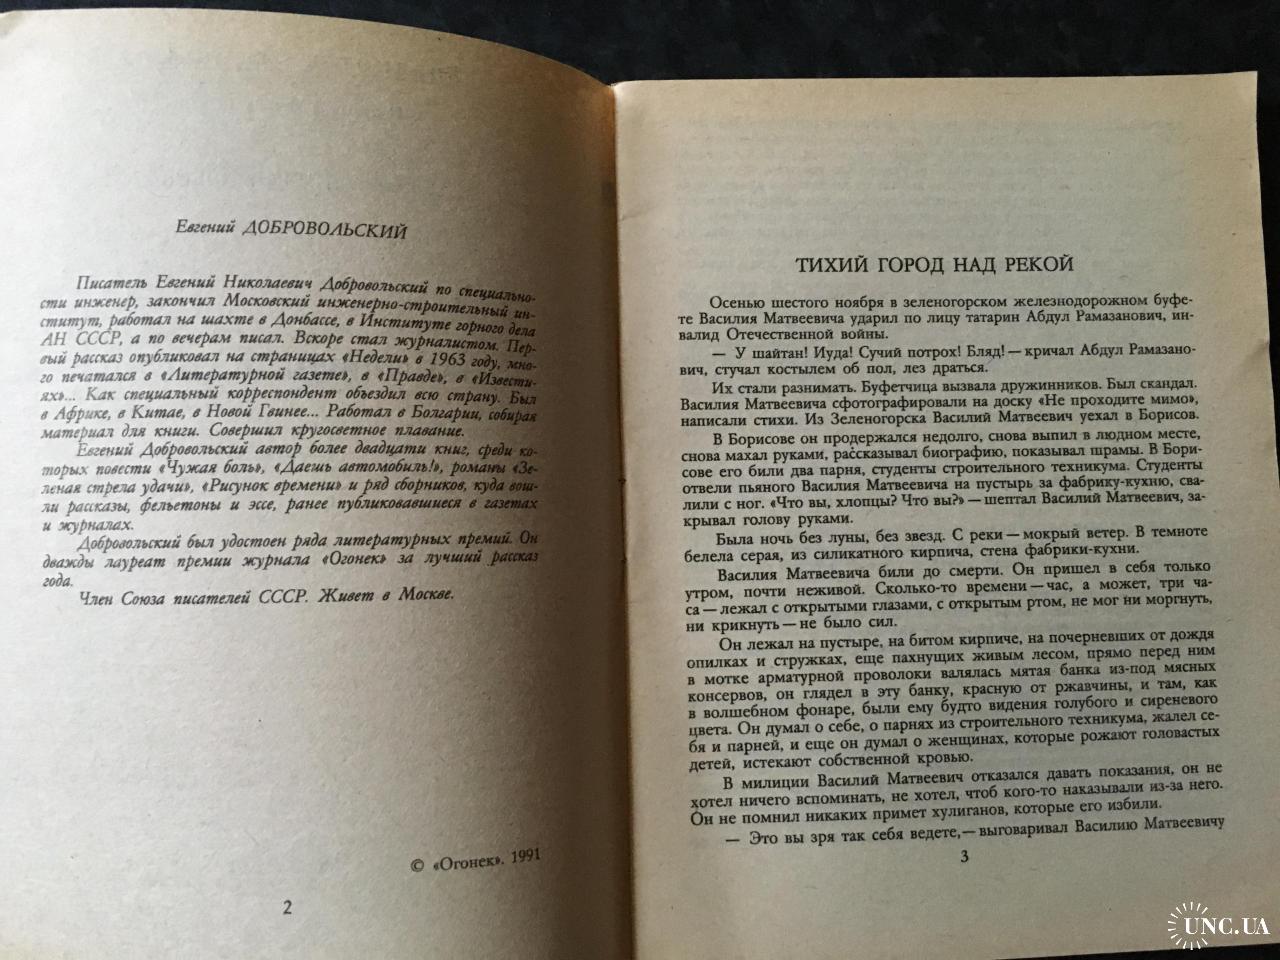 Евгений ДОБРОВОЛЬСКИЙ
Писатель Евгений Николаевич Добровольский по специально-
сти инженер, закончил Московский инженерно-строительный ин-
ститут, работал на шахте в Донбассе, в Институте горного дела
АН СССР, а по вечерам писал. Вскоре стал журналистом. Пер-
вый рассказ опубликовал на страницах «Недели» в 1963 году, мно-
го печатался в «Литературной газете», в «Правде», в «Извести-
ях»... Как специальный корреспондент объездил всю страну. Был
в Африке, в Китае, в Новой Гвинее... Работал в Болгарии, собирая
материал для книги. Совершил кругосветное плавание.
Евгений Добровольский автор более двадцати книг, среди ко-
торых повести «Чужая боль», «Даешь автомобиль!», романы «Зе-
леная стрела удачи», «Рисунок времени» и ряд сборников, куда вош-
ли рассказы, фельетоны и эссе, ранее публиковавшиеся в газетах
и журналах.
Добровольский был удостоен ряда литературных премий. Он
дважды лауреат премии журнала «Огонек» за лучший рассказ
года.
Член Союза писателей СССР. Живет в Москве.
© «Огонек». 1991
2
ТИХИЙ ГОРОД НАД РЕКОЙ
Осенью шестого ноября в зеленогорском железнодорожном буфе-
те Василия Матвеевича ударил по лицу татарин Абдул Рамазанович, ин-
валид Отечественной войны.
— У шайтан! Иуда! Сучий потрох! Бляд! — кричал Абдул Рамазано-
вич, стучал костылем об пол, лез драться.
Их стали разнимать. Буфетчица вызвала дружинников. Был скандал.
Василия Матвеевича сфотографировали на доску «Не проходите мимо»,
написали стихи. Из Зеленогорска Василий Матвеевич уехал в Борисов.
В Борисове он продержался недолго, снова выпил в людном месте,
снова махал руками, рассказывал биографию, показывал шрамы. В Бори-
сове его били два парня, студенты строительного техникума. Студенты
отвели пьяного Василия Матвеевича на пустырь за фабрику-кухню, сва-
лили с ног. «Что вы, хлопцы? Что вы?» — шептал Василий Матвеевич, за-
крывал голову руками.
Была ночь без луны, без звезд. С реки — мокрый ветер. В темноте
белела серая, из силикатного кирпича, стена фабрики-кухни.
Василия Матвеевича били до смерти. Он пришел в себя только
утром, почти неживой. Сколько-то времени — час, а может, три ча-
са — лежал с открытыми глазами, с открытым ртом, не мог ни моргнуть,
ни крикнуть — не было сил.
Он лежал на пустыре, на битом кирпиче, на почерневших от дождя
опилках и стружках, еще пахнущих живым лесом, прямо перед ним
в мотке арматурной проволоки валялась мятая банка из-под мясных
консервов, он глядел в эту банку, красную от ржавчины, и там, как
в волшебном фонаре, были ему будто видения голубого и сиреневого
цвета. Он думал о себе, о парнях из строительного техникума, жалел се-
бя и парней, и еще он думал о женщинах, которые рожают головастых
детей, истекают собственной кровью.
В милиции Василий Матвеевич отказался давать показания, он не
хотел ничего вспоминать, не хотел, чтоб кого-то наказывали из-за него.
Он не помнил никаких примет хулиганов, которые его избили.
— Это вы зря так себя ведете,— выговаривал Василию Матвеевичу
3
UNC.UA